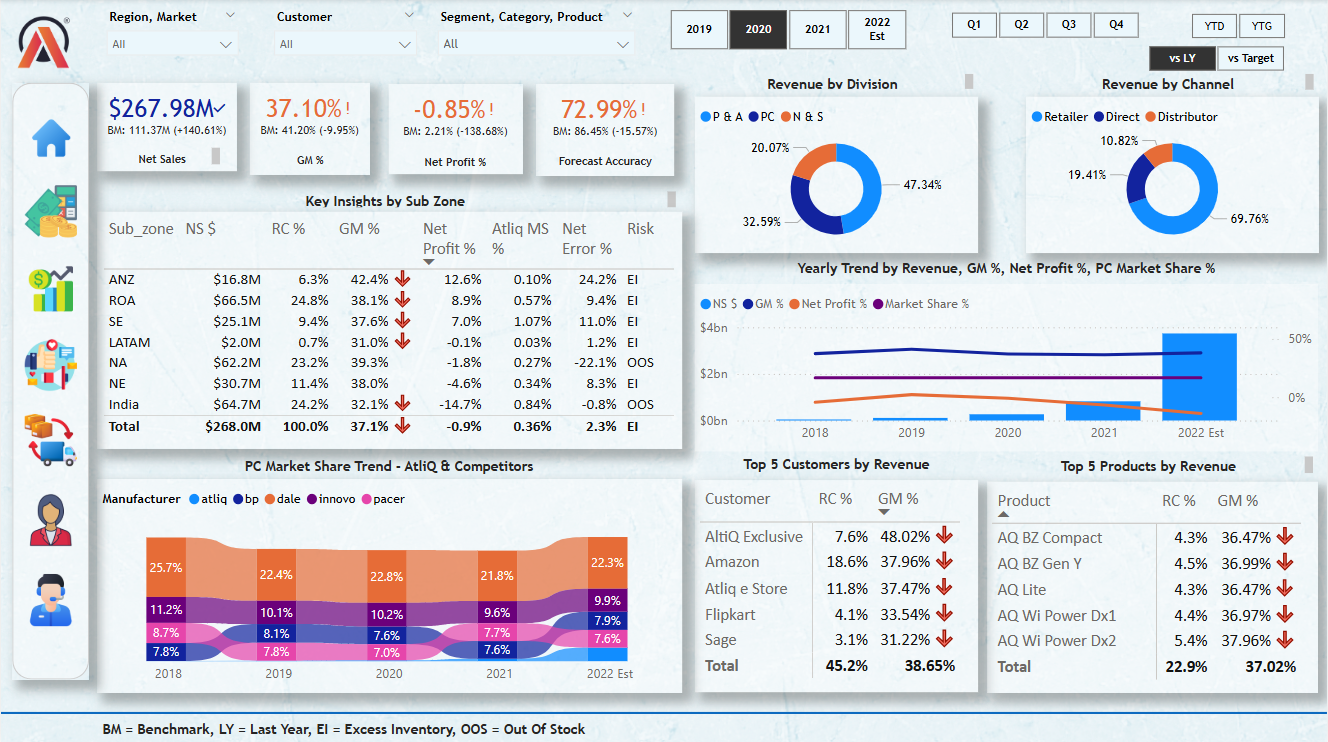 Region, Market
Customer
Segment, Category, Product
All
All
All
2019
2020
2021
2022
Est
Q1
Q2
Q3
Q4
YTD
YTG
vs LY
vs Target
$267.98M
BM: 111.37M (+140.61%)
Net Sales
37.10% !
BM: 41.20% (-9.95%)
GM %
-0.85% !
BM: 2.21% (-138.68%)
Net Profit %
72.99% !
BM: 86.45% (-15.57%)
Forecast Accuracy
Revenue by Division
P & A PC N & S
20.07%
47.34%
32.59%
Revenue by Channel
Retailer Direct Distributor
10.82%
19.41%
69.76%
Key Insights by Sub Zone
Sub_zone NS $ RC % GM % Net Profit % Atliq MS % Net Error % Risk
ANZ $16.8M 6.3% 42.4% 12.6% 0.10% 24.2% EI
ROA $66.5M 24.8% 38.1% 8.9% 0.57% 9.4% EI
SE $25.1M 9.4% 37.6% 7.0% 1.07% 11.0% EI
LATAM $2.0M 0.7% 31.0% -0.1% 0.03% 1.2% EI
NA $62.2M 23.2% 39.3% -1.8% 0.27% -22.1% OOS
NE $30.7M 11.4% 38.0% -4.6% 0.34% 8.3% EI
India $64.7M 24.2% 32.1% -14.7% 0.84% -0.8% OOS
Total $268.0M 100.0% 37.1% -0.9% 0.36% 2.3% EI
Yearly Trend by Revenue, GM %, Net Profit %, PC Market Share %
NS $ GM % Net Profit % Market Share %
$4bn
$2bn
$0bn
50%
0%
2018 2019 2020 2021 2022 Est
PC Market Share Trend - AtliQ & Competitors
Manufacturer atliq bp dale innovo pacer
25.7% 22.4% 22.8% 21.8% 22.3%
11.2% 10.1% 10.2% 9.6% 9.9%
8.7% 8.1% 7.6% 7.7% 7.9%
7.8% 7.8% 7.0% 7.6% 7.6%
2018 2019 2020 2021 2022 Est
Top 5 Customers by Revenue
Customer RC % GM %
AltiQ Exclusive 7.6% 48.02%
Amazon 18.6% 37.96%
Atliq e Store 11.8% 37.47%
Flipkart 4.1% 33.54%
Sage 3.1% 31.22%
Total 45.2% 38.65%
Top 5 Products by Revenue
Product RC % GM %
AQ BZ Compact 4.3% 36.47%
AQ BZ Gen Y 4.5% 36.99%
AQ Lite 4.3% 36.47%
AQ Wi Power Dx1 4.4% 36.97%
AQ Wi Power Dx2 5.4% 37.96%
Total 22.9% 37.02%
BM = Benchmark, LY = Last Year, EI = Excess Inventory, OOS = Out Of Stock